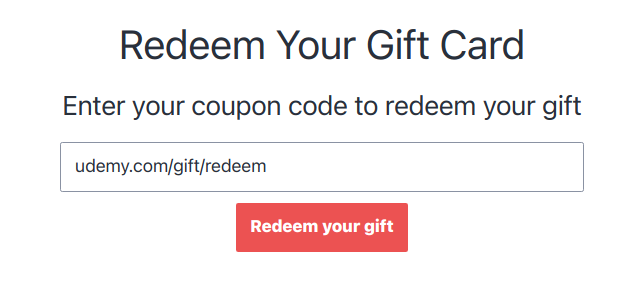 Redeem Your Gift Card
Enter your coupon code to redeem your gift
udemy.com/gift/redeem
Redeem your gift